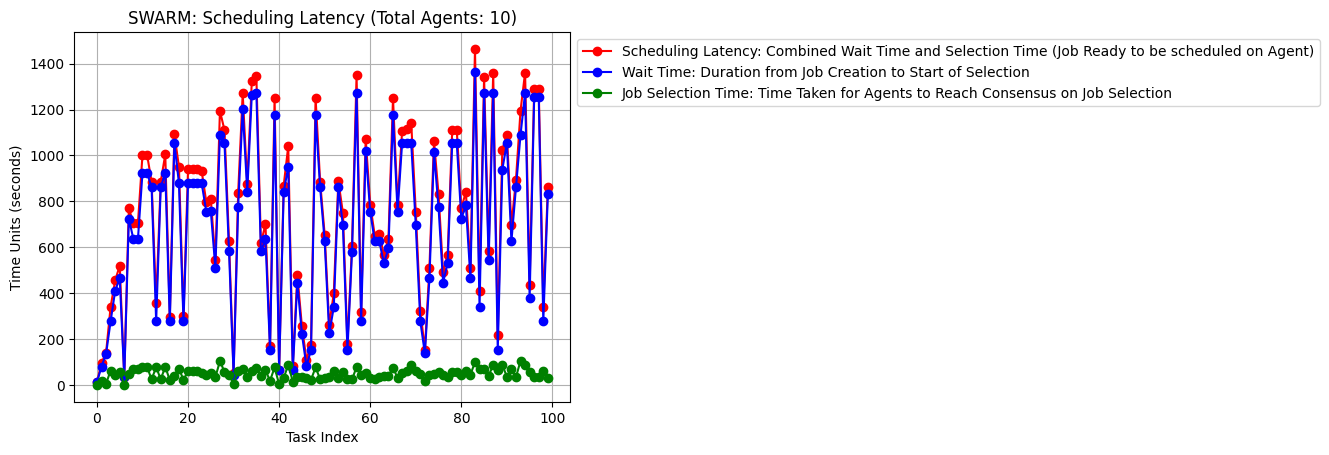 SWARM: Scheduling Latency (Total Agents: 10)
Scheduling Latency: Combined Wait Time and Selection Time (Job Ready to be scheduled on Agent)
Wait Time: Duration from Job Creation to Start of Selection
Job Selection Time: Time Taken for Agents to Reach Consensus on Job Selection
Time Units (seconds)
1400
1200
1000
800
600
400
200
0
0 20 40 60 80 100
Task Index